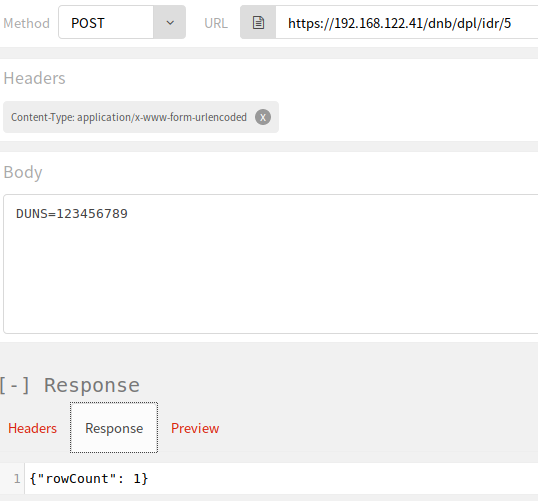 Method POST URL https://192.168.122.41/dnb/dpl/idr/5
Headers
Content-Type: application/x-www-form-urlencoded X
Body
DUNS=123456789
[-] Response
Headers Response Preview
1 {"rowCount": 1}